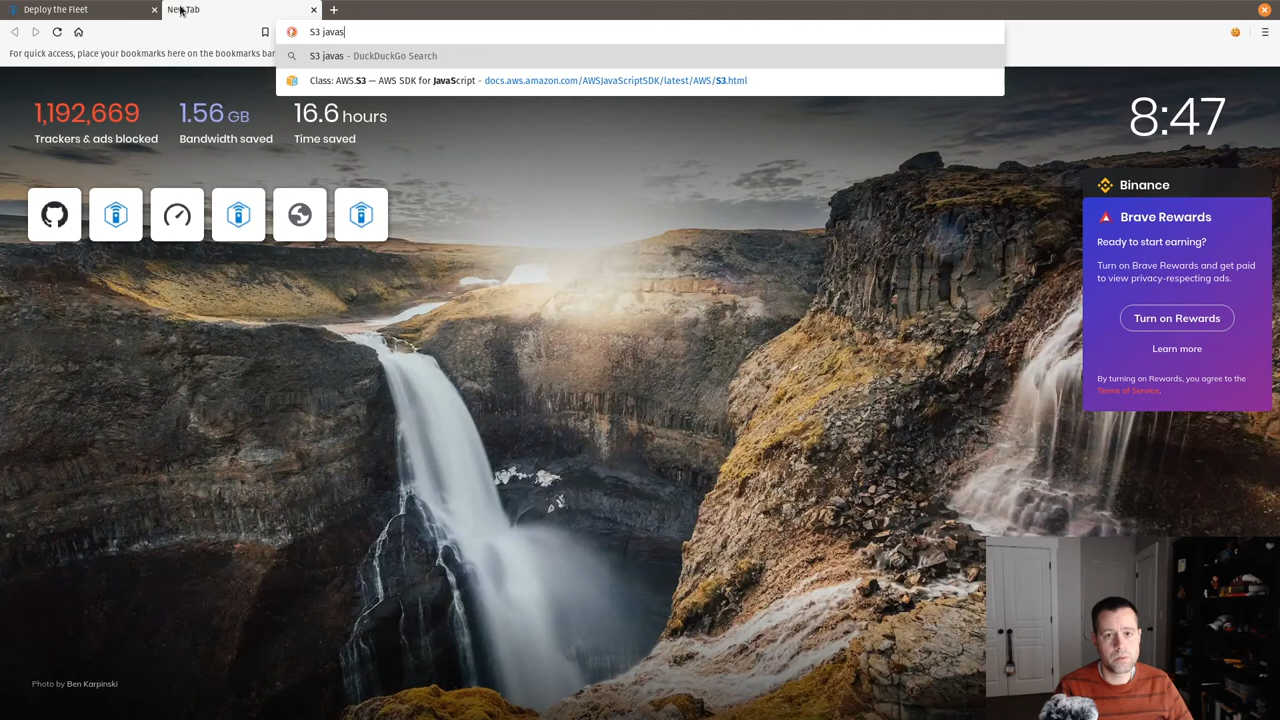 Deploy the Fleet
New Tab
S3 javas
For quick access, place your bookmarks here on the bookmarks bar
S3 javas - DuckDuckGo Search
Class: AWS.S3 — AWS SDK for JavaScript - docs.aws.amazon.com/AWSJavaScriptSDK/latest/AWS/S3.html
1,192,669
Trackers & ads blocked
1.56 GB
Bandwidth saved
16.6 hours
Time saved
8:47
Binance
Brave Rewards
Ready to start earning?
Turn on Brave Rewards and get paid
to view privacy-respecting ads.
Turn on Rewards
Learn more
By turning on Rewards, you agree to the
Terms of Service.
Photo by Ben Karpinski